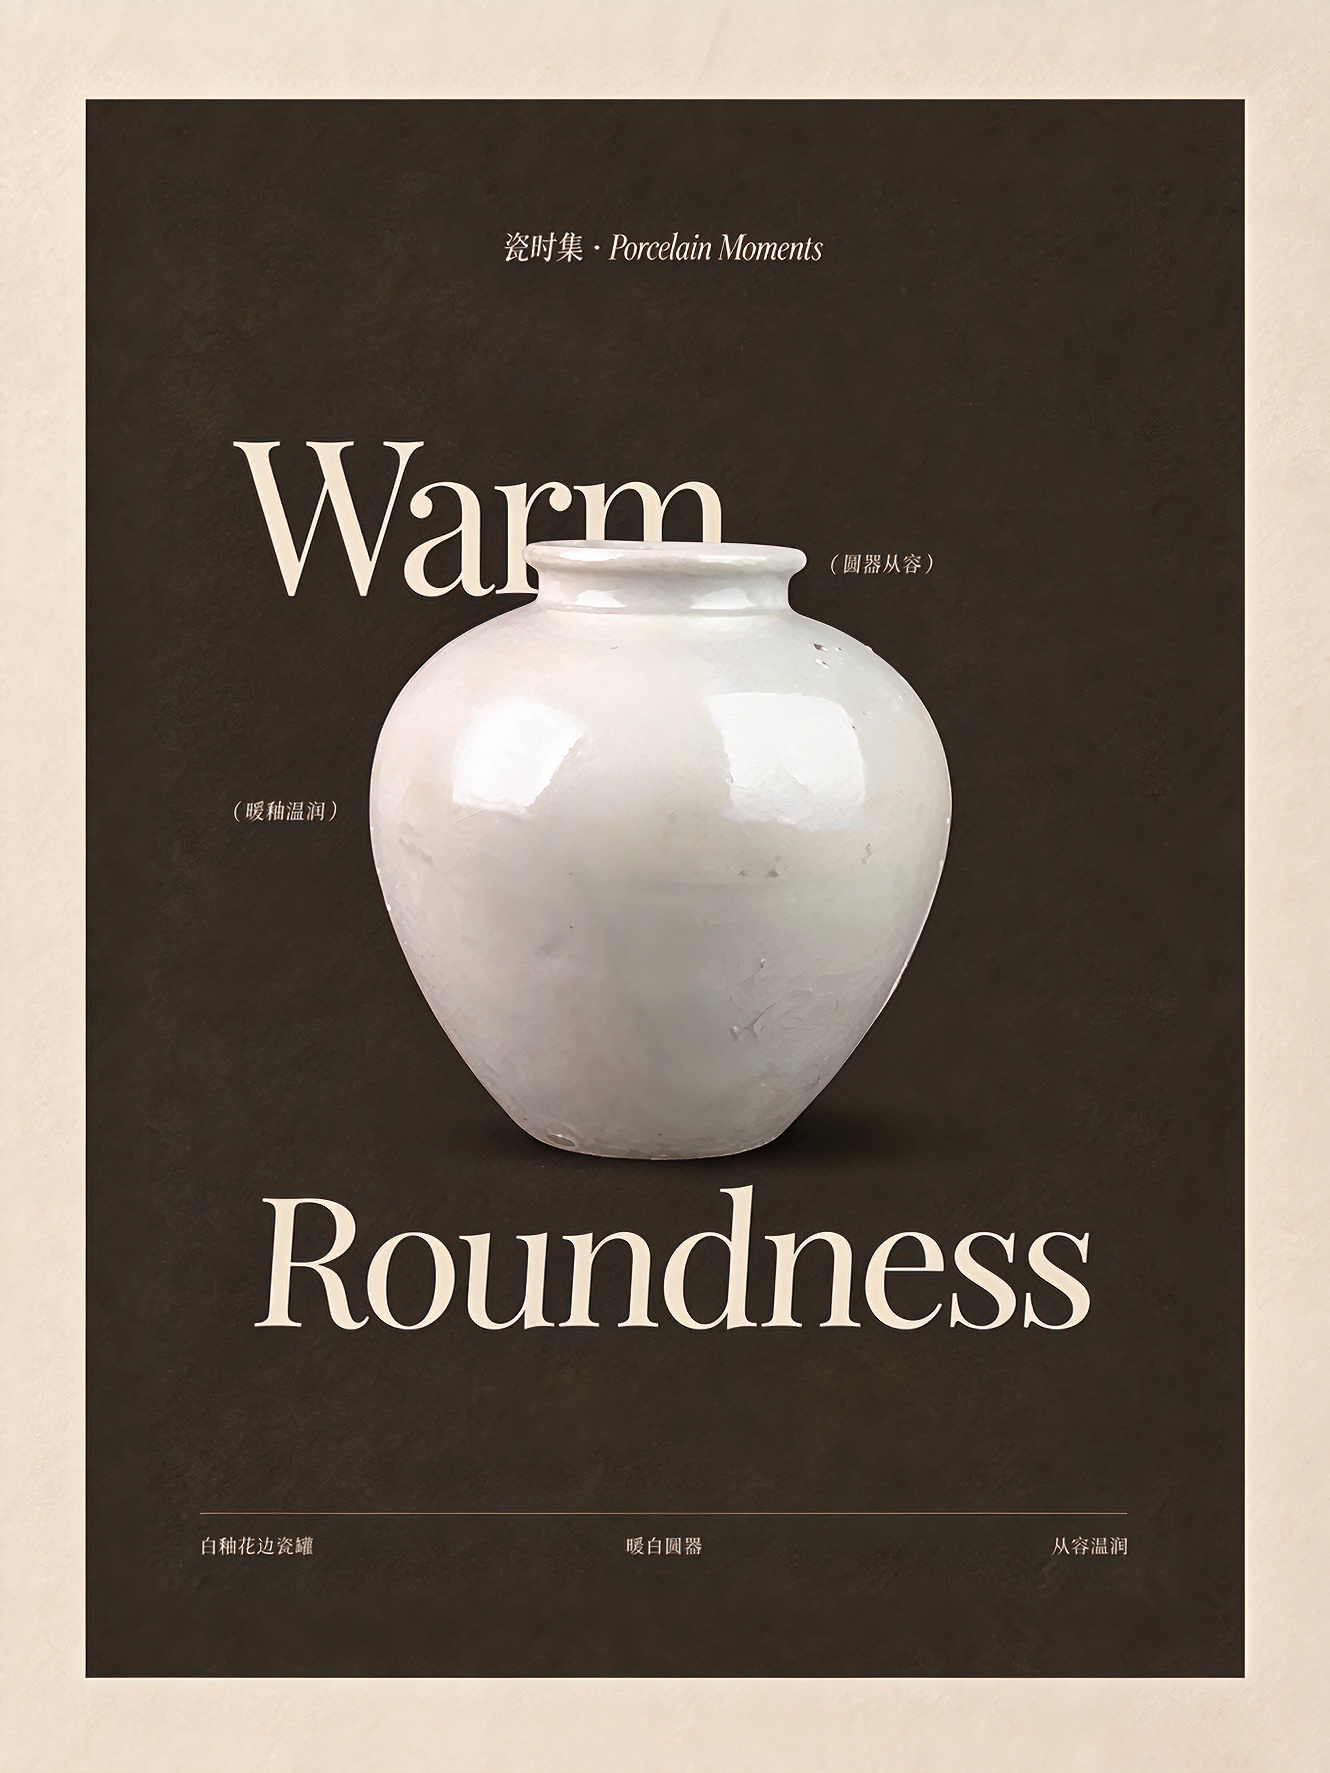 瓷时集 · Porcelain Moments
Warm
(圆器从容)
(暖釉温润)
Roundness
白釉花边瓷罐
暖白圆器
从容温润